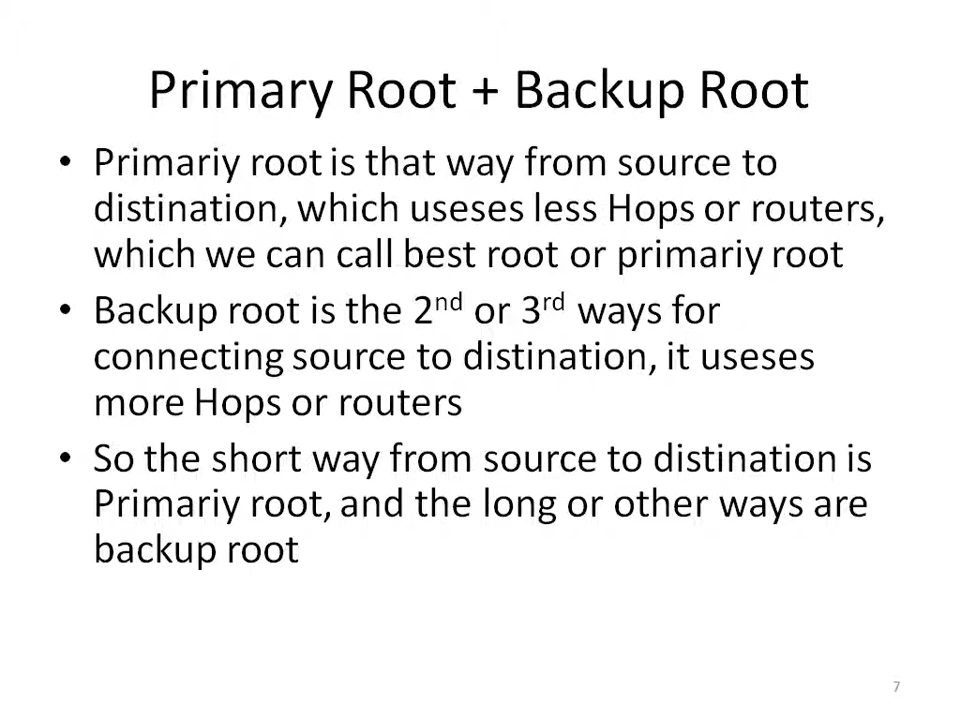 Primary Root + Backup Root
• Primariy root is that way from source to
distination, which useses less Hops or routers,
which we can call best root or primariy root
• Backup root is the 2nd or 3rd ways for
connecting source to distination, it useses
more Hops or routers
• So the short way from source to distination is
Primariy root, and the long or other ways are
backup root
7